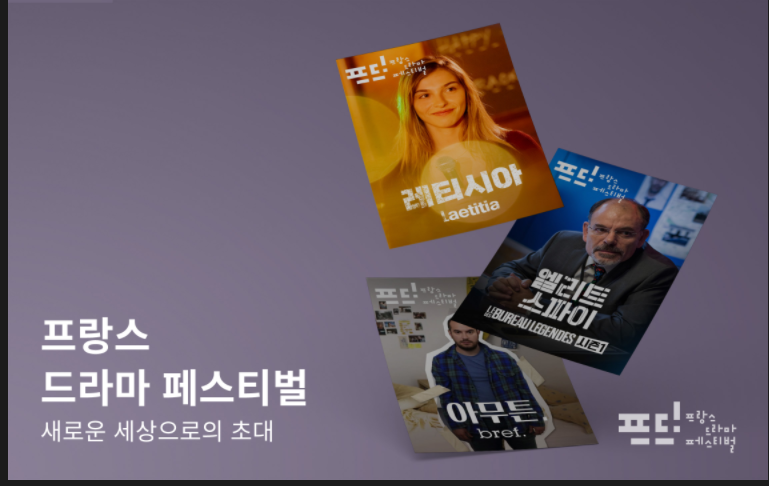 프드!
프랑스
드라마
페스티벌
레티시아
Laetitia
프드!
프랑스
드라마
페스티벌
엘리트
스파이
LE BUREAU LEGENDES 시즌1
프드!
프랑스
드라마
페스티벌
아무튼.
bref.
프랑스
드라마 페스티벌
새로운 세상으로의 초대
프드!
프랑스
드라마
페스티벌